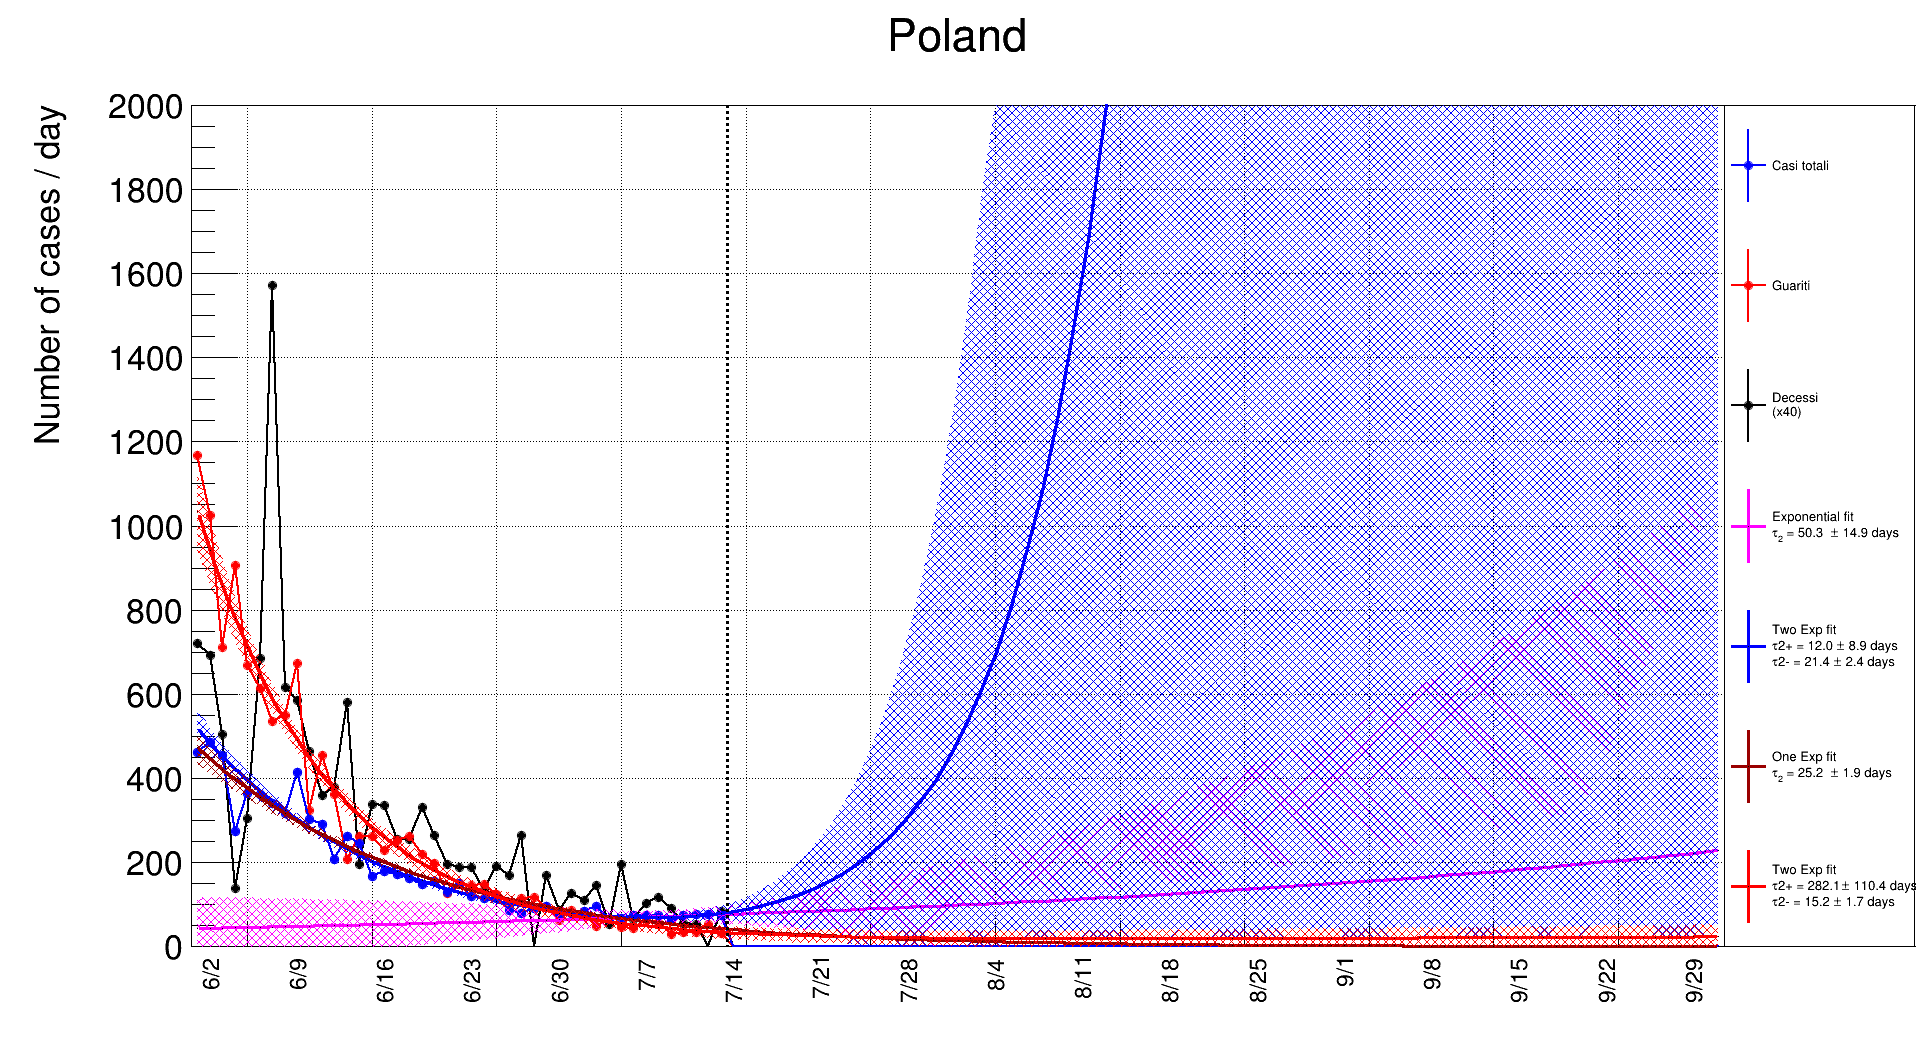 Poland
Number of cases / day
2000
1800
1600
1400
1200
1000
800
600
400
200
0
6/2
6/9
6/16
6/23
6/30
7/7
7/14
7/21
7/28
8/4
8/11
8/18
8/25
9/1
9/8
9/15
9/22
9/29
Casi totali
Guariti
Decessi
(x40)
Exponential fit
τ₂ = 50.3 ± 14.9 days
Two Exp fit
τ2+ = 12.0 ± 8.9 days
τ2- = 21.4 ± 2.4 days
One Exp fit
τ₂ = 25.2 ± 1.9 days
Two Exp fit
τ2+ = 282.1± 110.4 days
τ2- = 15.2 ± 1.7 days